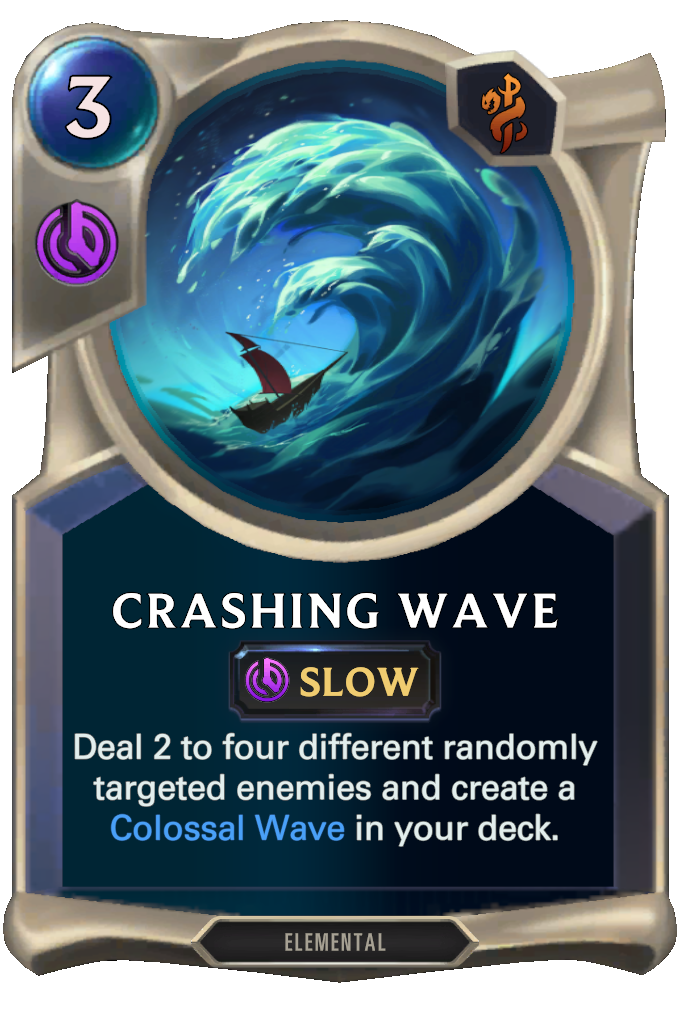 3
CRASHING WAVE
SLOW
Deal 2 to four different randomly
targeted enemies and create a
Colossal Wave in your deck.
ELEMENTAL